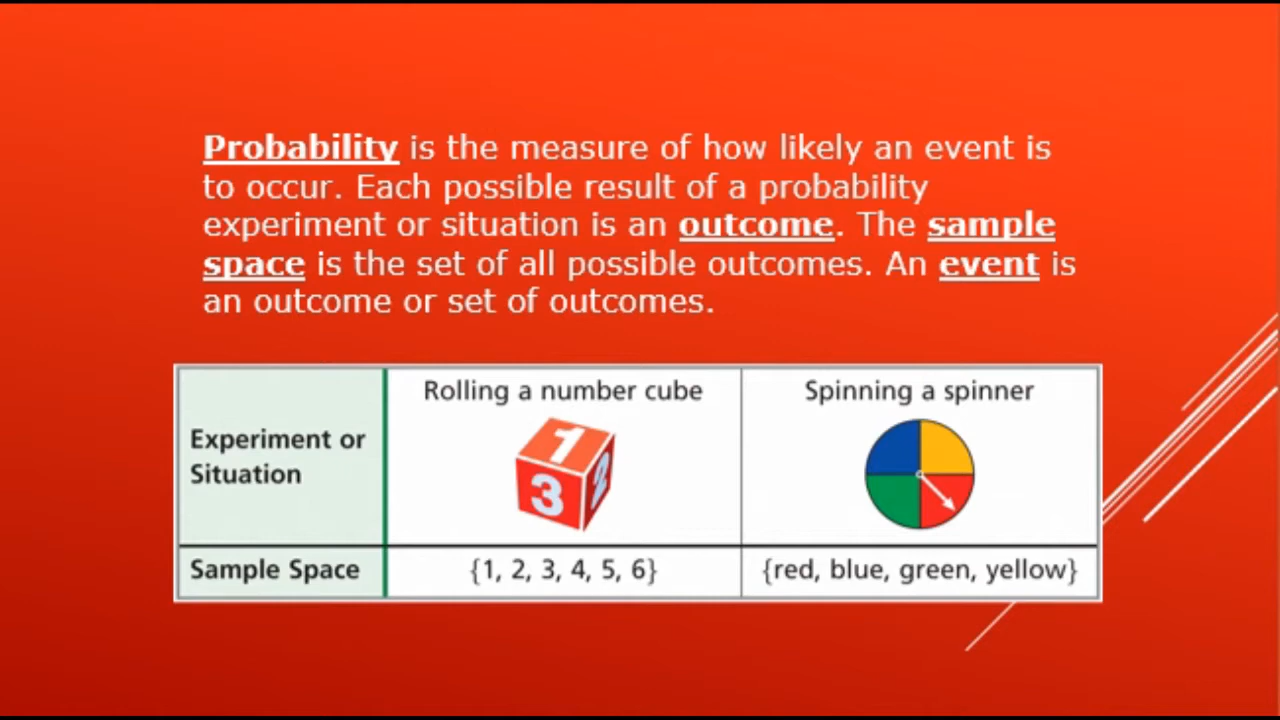 Probability is the measure of how likely an event is
to occur. Each possible result of a probability
experiment or situation is an outcome. The sample
space is the set of all possible outcomes. An event is
an outcome or set of outcomes.
Experiment or
Situation
Rolling a number cube
1
3
2
Spinning a spinner
Sample Space
{1, 2, 3, 4, 5, 6}
{red, blue, green, yellow}